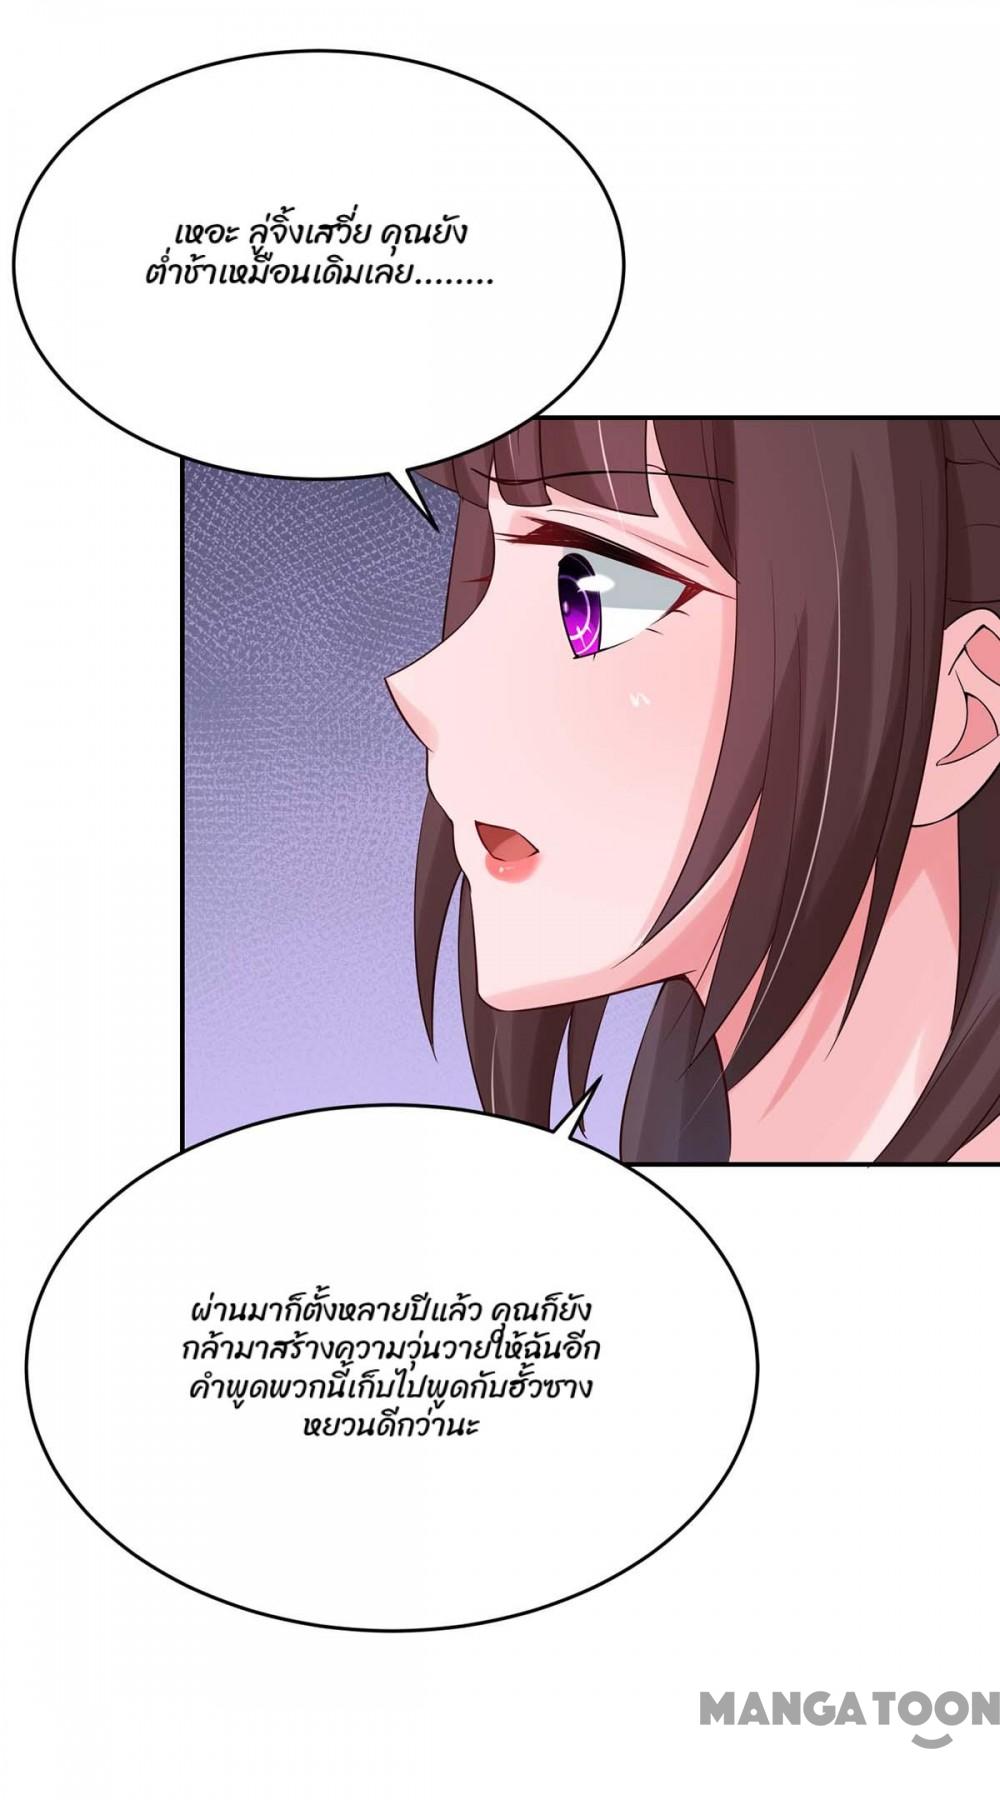 เหอะ ลู่จิ้งเสวี่ย คุณยัง
ต่ำช้าเหมือนเดิมเลย........
ผ่านมาก็ตั้งหลายปีแล้ว คุณก็ยัง
กล้ามาสร้างความวุ่นวายให้ฉันอีก
คำพูดพวกนี้เก็บไปพูดกับฮั้วซาง
หยวนดีกว่านะ
MANGATOON